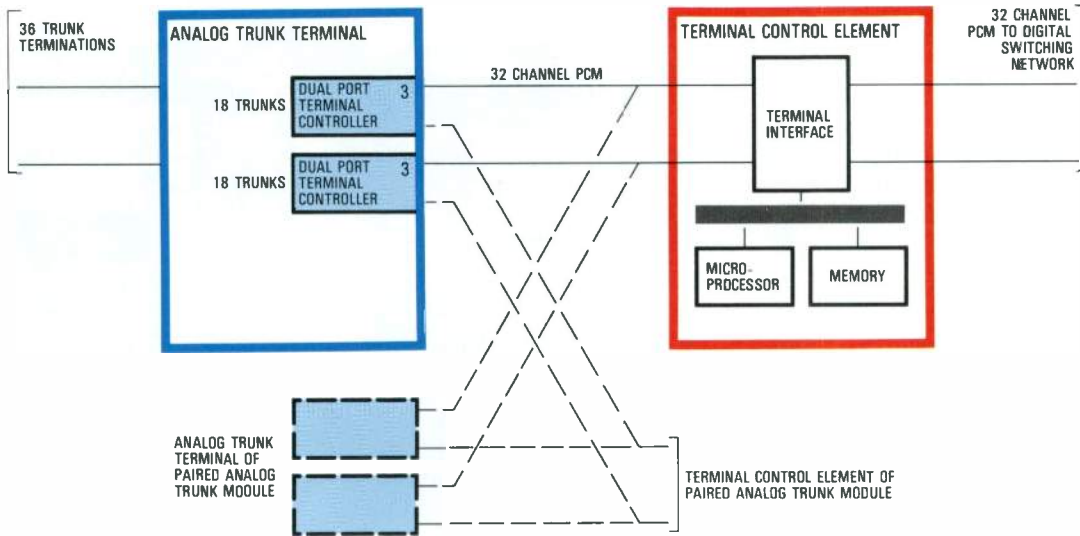 36 TRUNK
TERMINATIONS
ANALOG TRUNK TERMINAL
18 TRUNKS
DUAL PORT
TERMINAL
CONTROLLER
3
18 TRUNKS
DUAL PORT
TERMINAL
CONTROLLER
3
32 CHANNEL PCM
TERMINAL CONTROL ELEMENT
TERMINAL
INTERFACE
MICRO-
PROCESSOR
MEMORY
32 CHANNEL
PCM TO DIGITAL
SWITCHING
NETWORK
ANALOG TRUNK
TERMINAL OF
PAIRED ANALOG
TRUNK MODULE
TERMINAL CONTROL ELEMENT OF
PAIRED ANALOG TRUNK MODULE